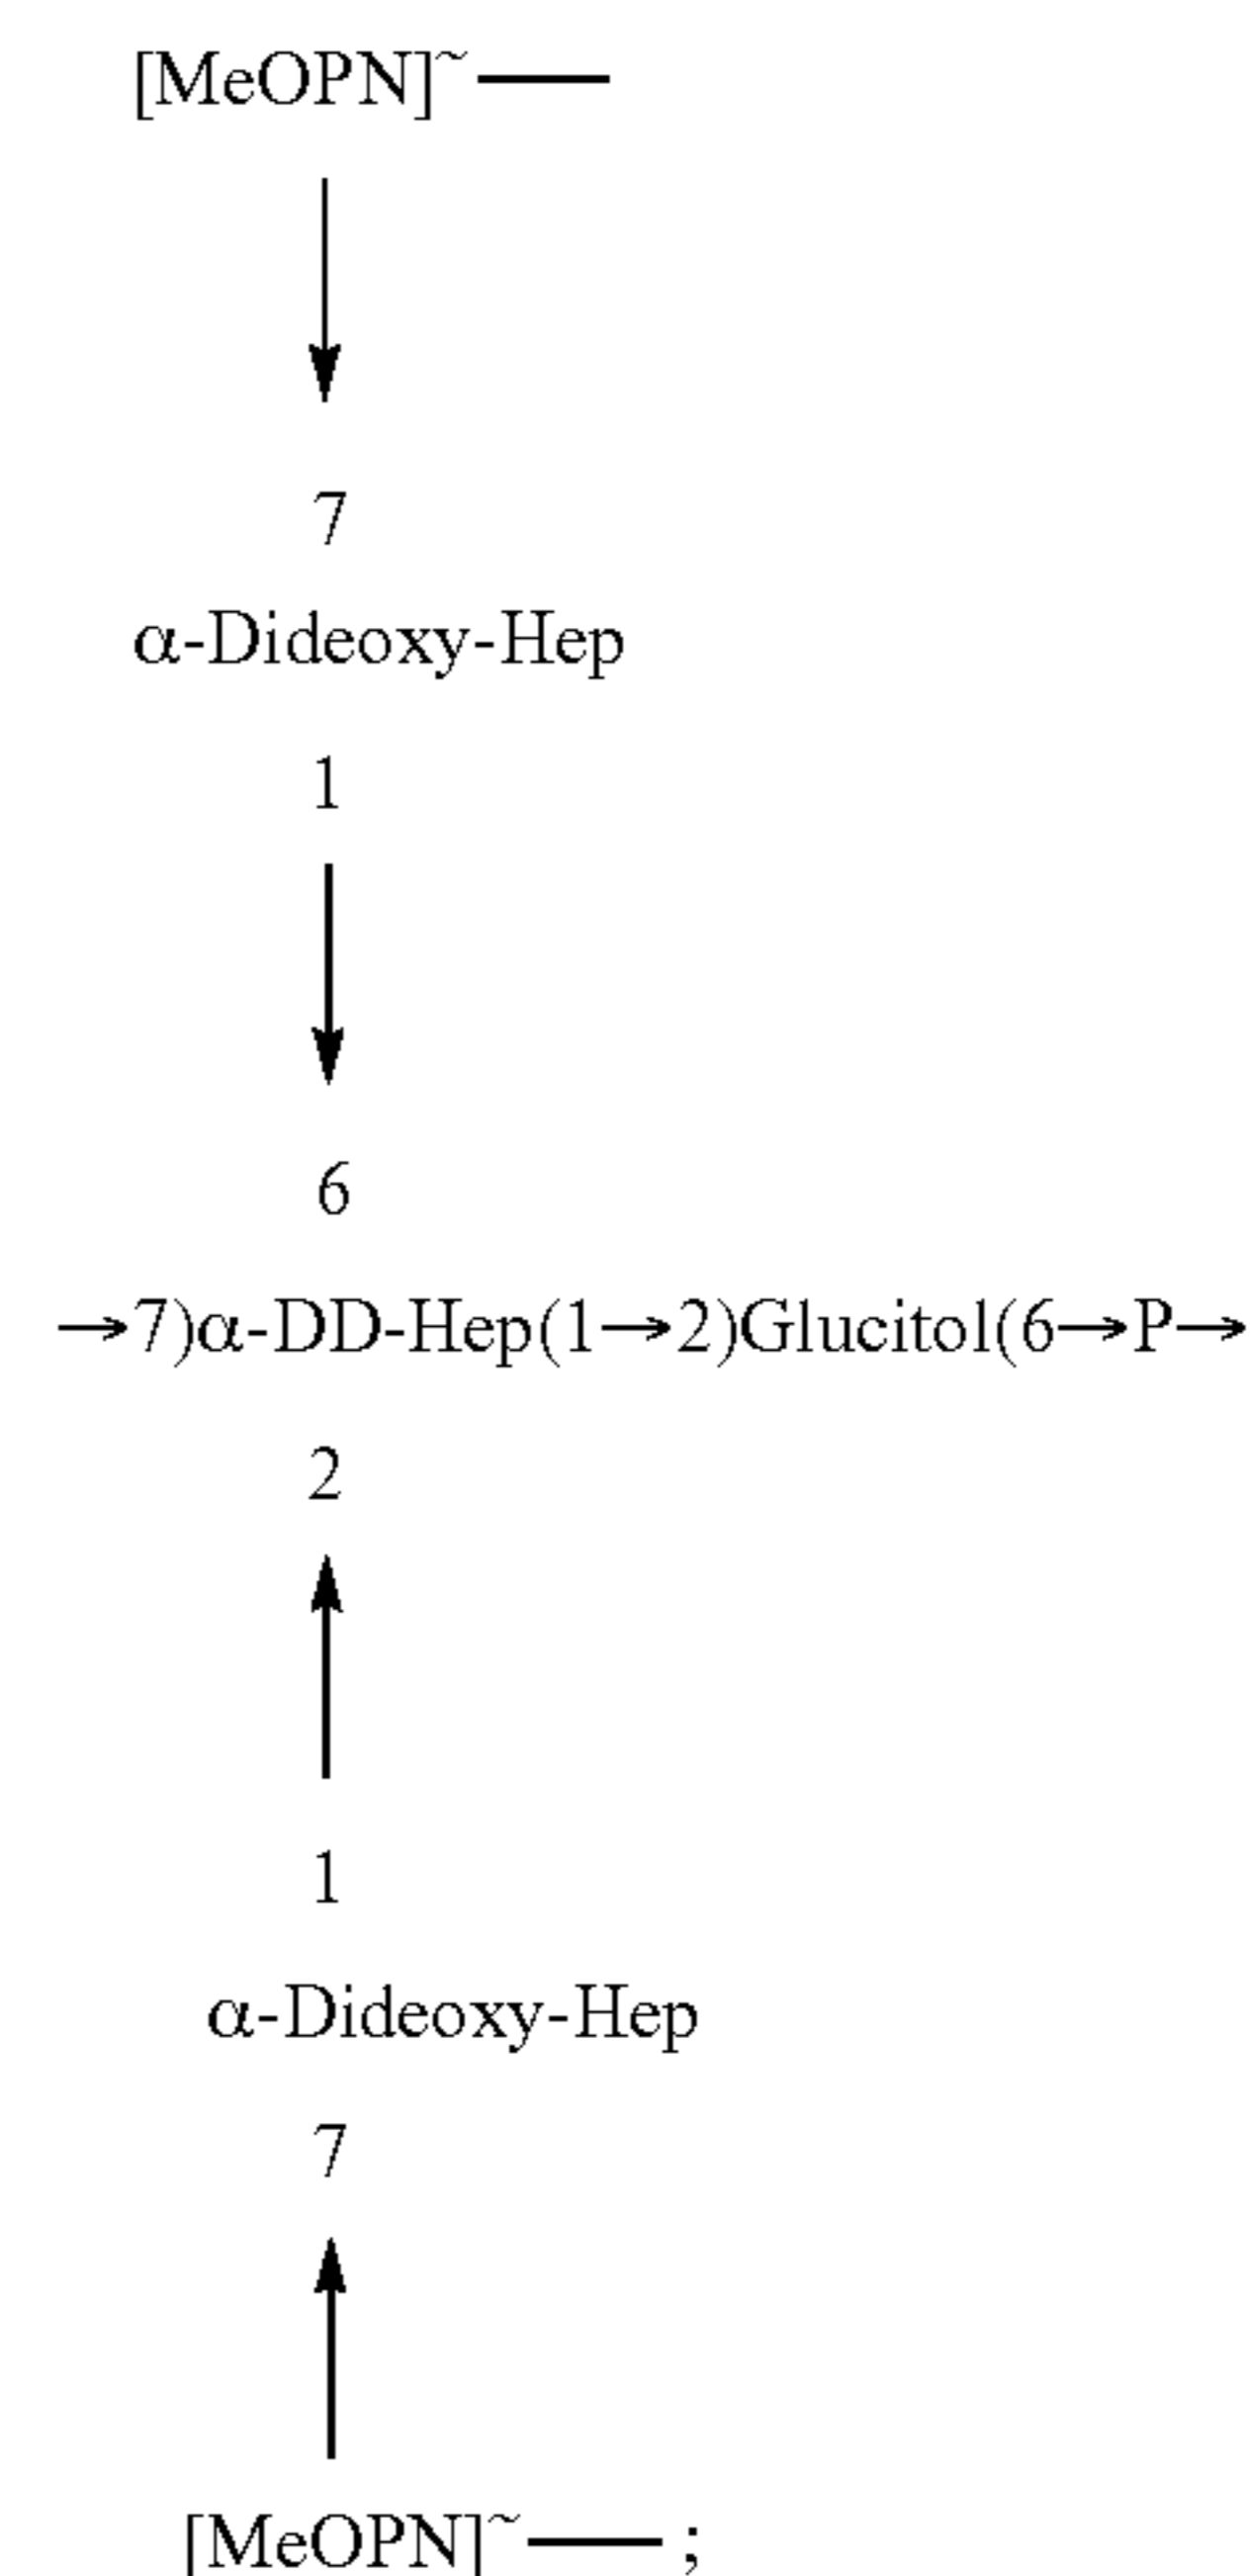 [MeOPN]~—
7
α-Dideoxy-Hep
1
6
→7)α-DD-Hep(1→2)Glucitol(6→P→
2
1
α-Dideoxy-Hep
7
[MeOPN]~— ;